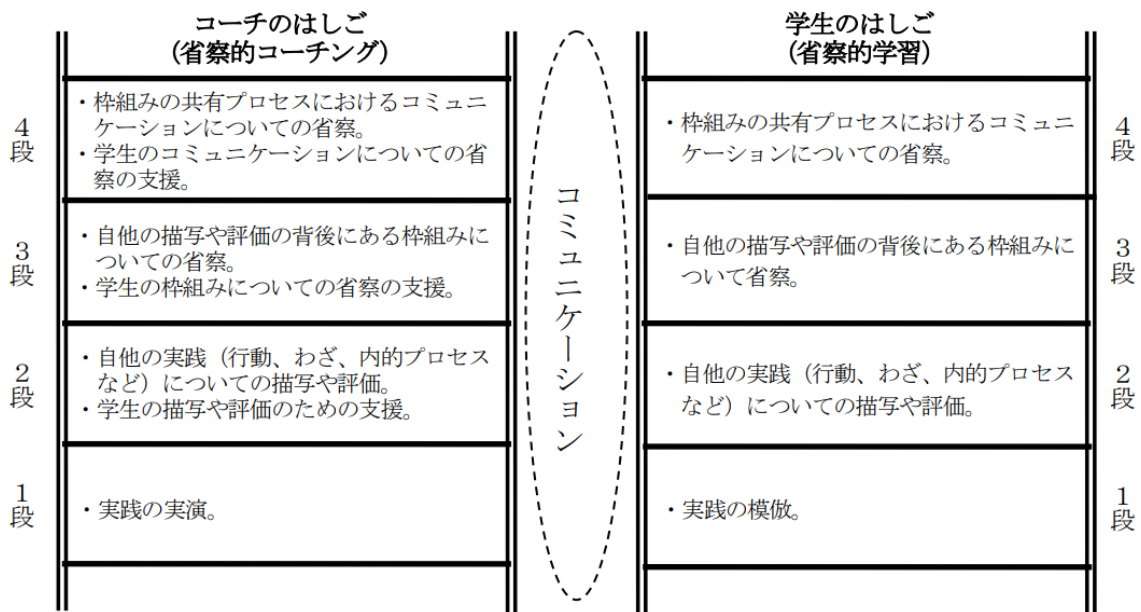 コーチのはしご
(省察的コーチング)
4段
・枠組みの共有プロセスにおけるコミュニ
ケーションについての省察。
・学生のコミュニケーションについての省
察の支援。
3段
・自他の描写や評価の背後にある枠組みに
ついての省察。
・学生の枠組みについての省察の支援。
2段
・自他の実践（行動、わざ、内的プロセス
など）についての描写や評価。
・学生の描写や評価のための支援。
1段
・実践の実演。
コミュニケーション
学生のはしご
(省察的学習)
・枠組みの共有プロセスにおけるコミュニ
ケーションについての省察。
4段
・自他の描写や評価の背後にある枠組みに
ついて省察。
3段
・自他の実践（行動、わざ、内的プロセス
など）についての描写や評価。
2段
・実践の模倣。
1段